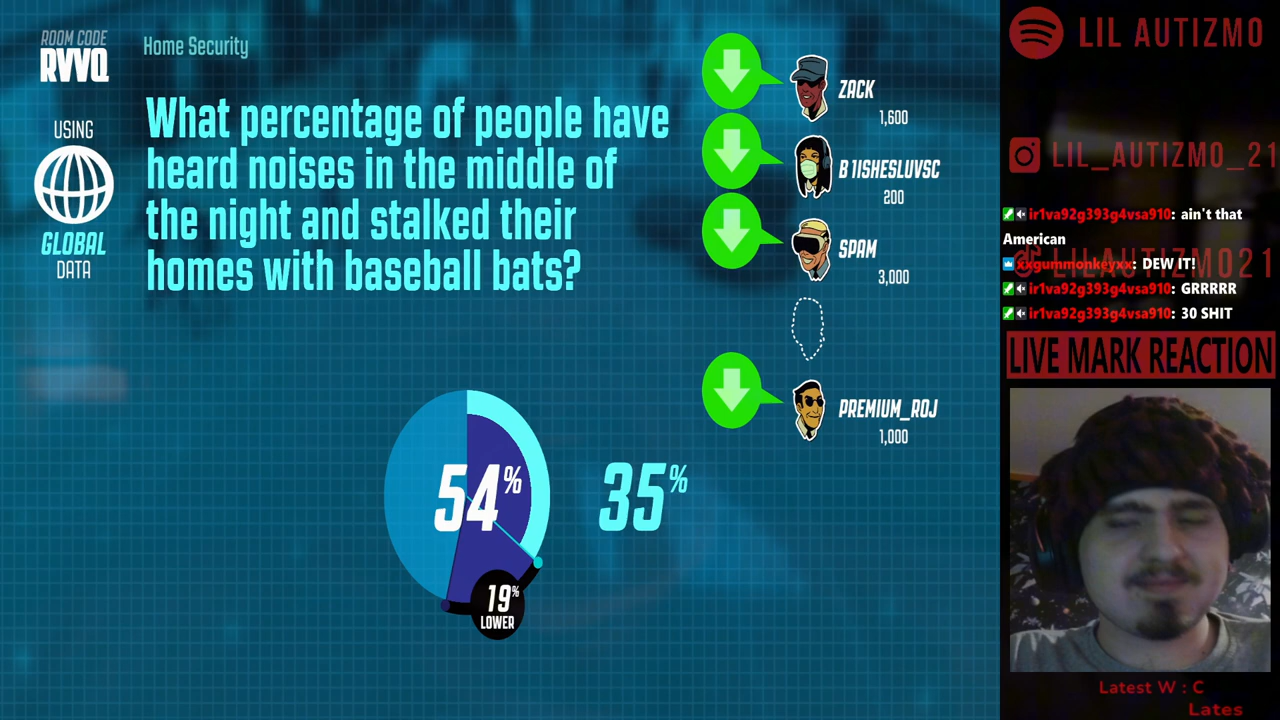 ROOM CODE
RVVQ
Home Security
USING
GLOBAL
DATA
What percentage of people have
heard noises in the middle of
the night and stalked their
homes with baseball bats?
54%
35%
19%
LOWER
ZACK
1,600
B1ISHESLUVSC
200
SPAM
3,000
PREMIUM_ROJ
1,000
LIL AUTIZMO
LIL_AUTIZMO_21
ir1va92g393g4vsa910: ain't that
American
xxgummonkeyxx: DEW IT!
LILAUTIZMO21
ir1va92g393g4vsa910: GRRRRR
ir1va92g393g4vsa910: 30 SHIT
LIVE MARK REACTION
Latest W : C
Lates